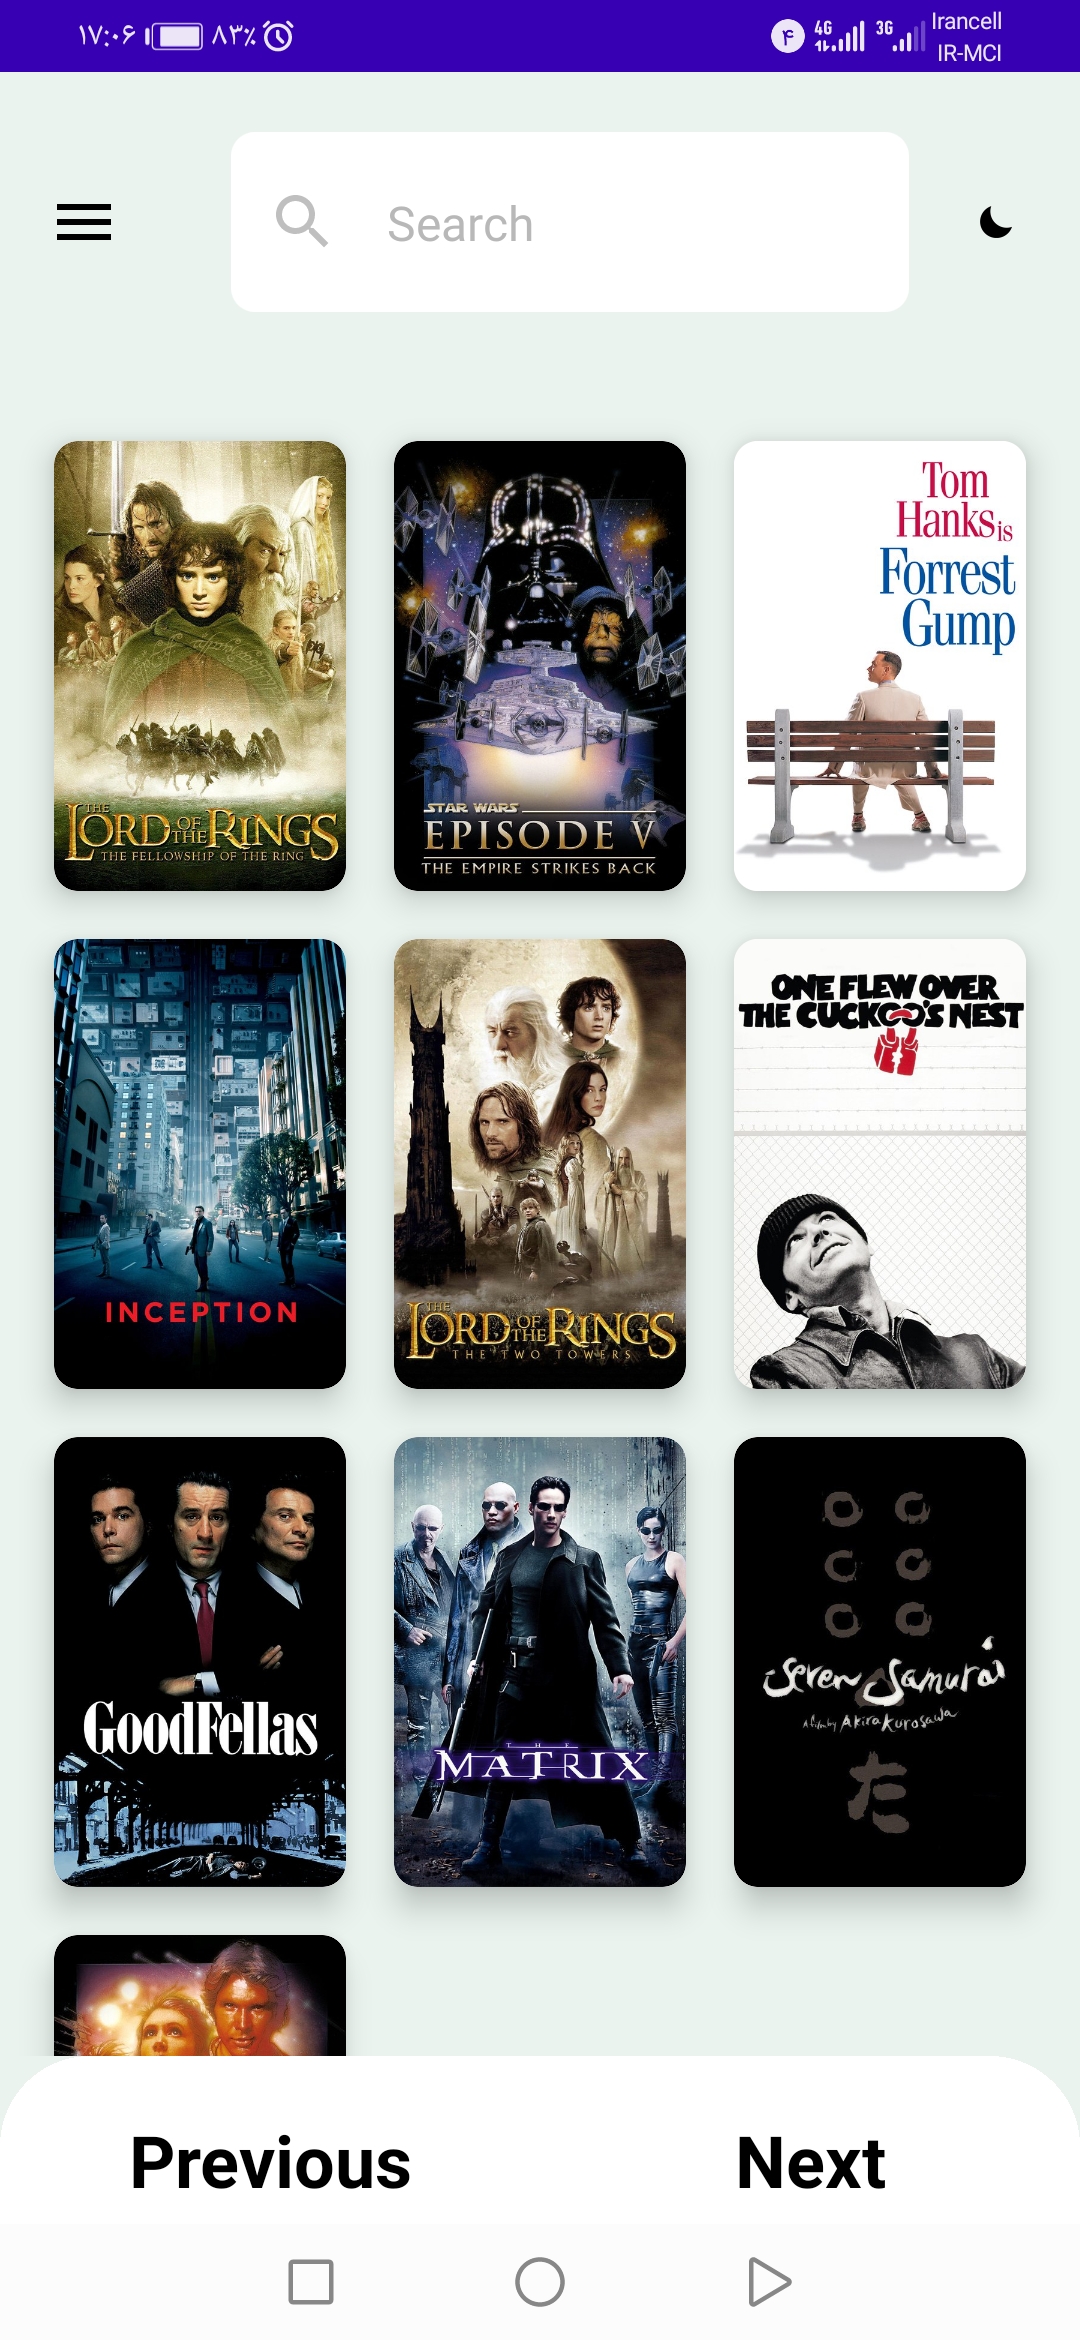 ۱۷:۰۶ ۸۳٪ ۴ 4G 3G Irancell
IR-MCI
Search
THE
LORD OF THE RINGS
THE FELLOWSHIP OF THE RING
STAR WARS
EPISODE V
THE EMPIRE STRIKES BACK
Tom
Hanks is
Forrest
Gump
INCEPTION
THE
LORD OF THE RINGS
THE TWO TOWERS
ONE FLEW OVER
THE CUCKOO'S NEST
GoodFellas
THE
MATRIX
Seven Samurai
A film by Akira Kurosawa
た
Previous Next